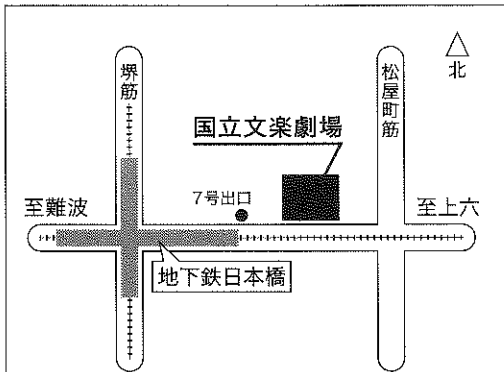 北
堺筋
松屋町筋
国立文楽劇場
7号出口
至難波
至上六
地下鉄日本橋